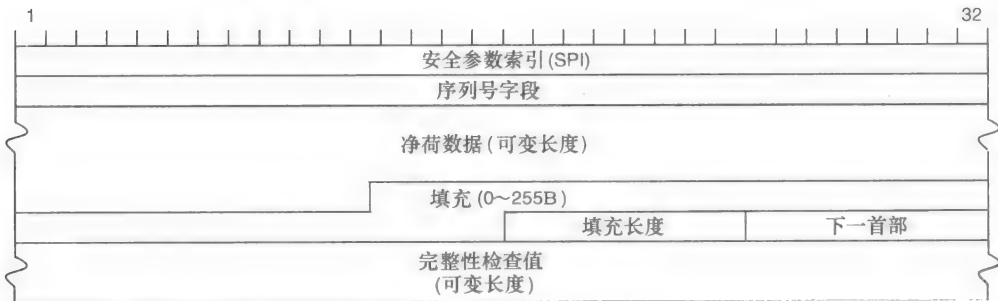 1 32
安全参数索引(SPI)
序列号字段
净荷数据(可变长度)
填充(0~255B)
填充长度 下一首部
完整性检查值
(可变长度)